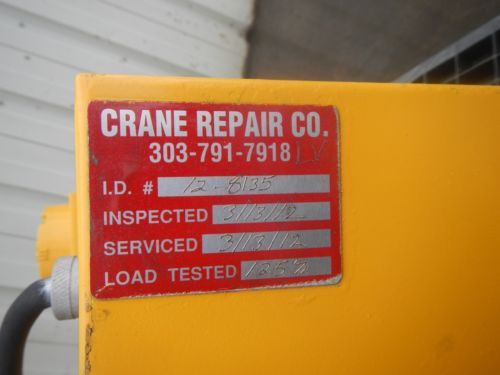 CRANE REPAIR CO.
303-791-7918 LV
I.D. # 12-8135
INSPECTED 3/13/12
SERVICED 3/13/12
LOAD TESTED 125%